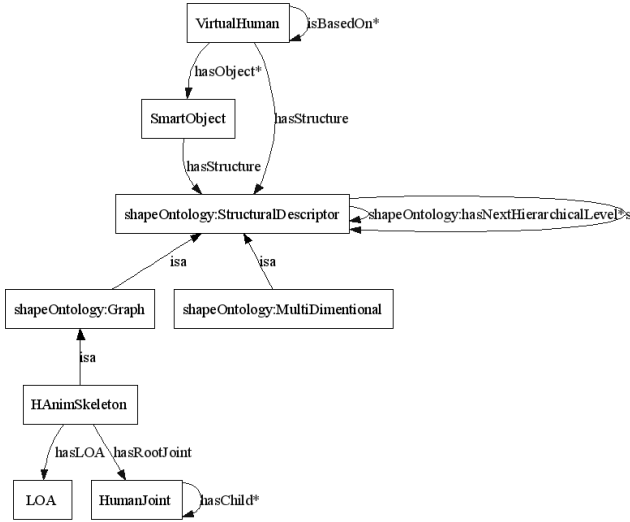 VirtualHuman
isBasedOn*
hasObject*
SmartObject
hasStructure
hasStructure
shapeOntology:StructuralDescriptor
shapeOntology:hasNextHierarchicalLevel*s
isa
isa
shapeOntology:Graph
shapeOntology:MultiDimentional
isa
HAnimSkeleton
hasLOA
hasRootJoint
LOA
HumanJoint
hasChild*